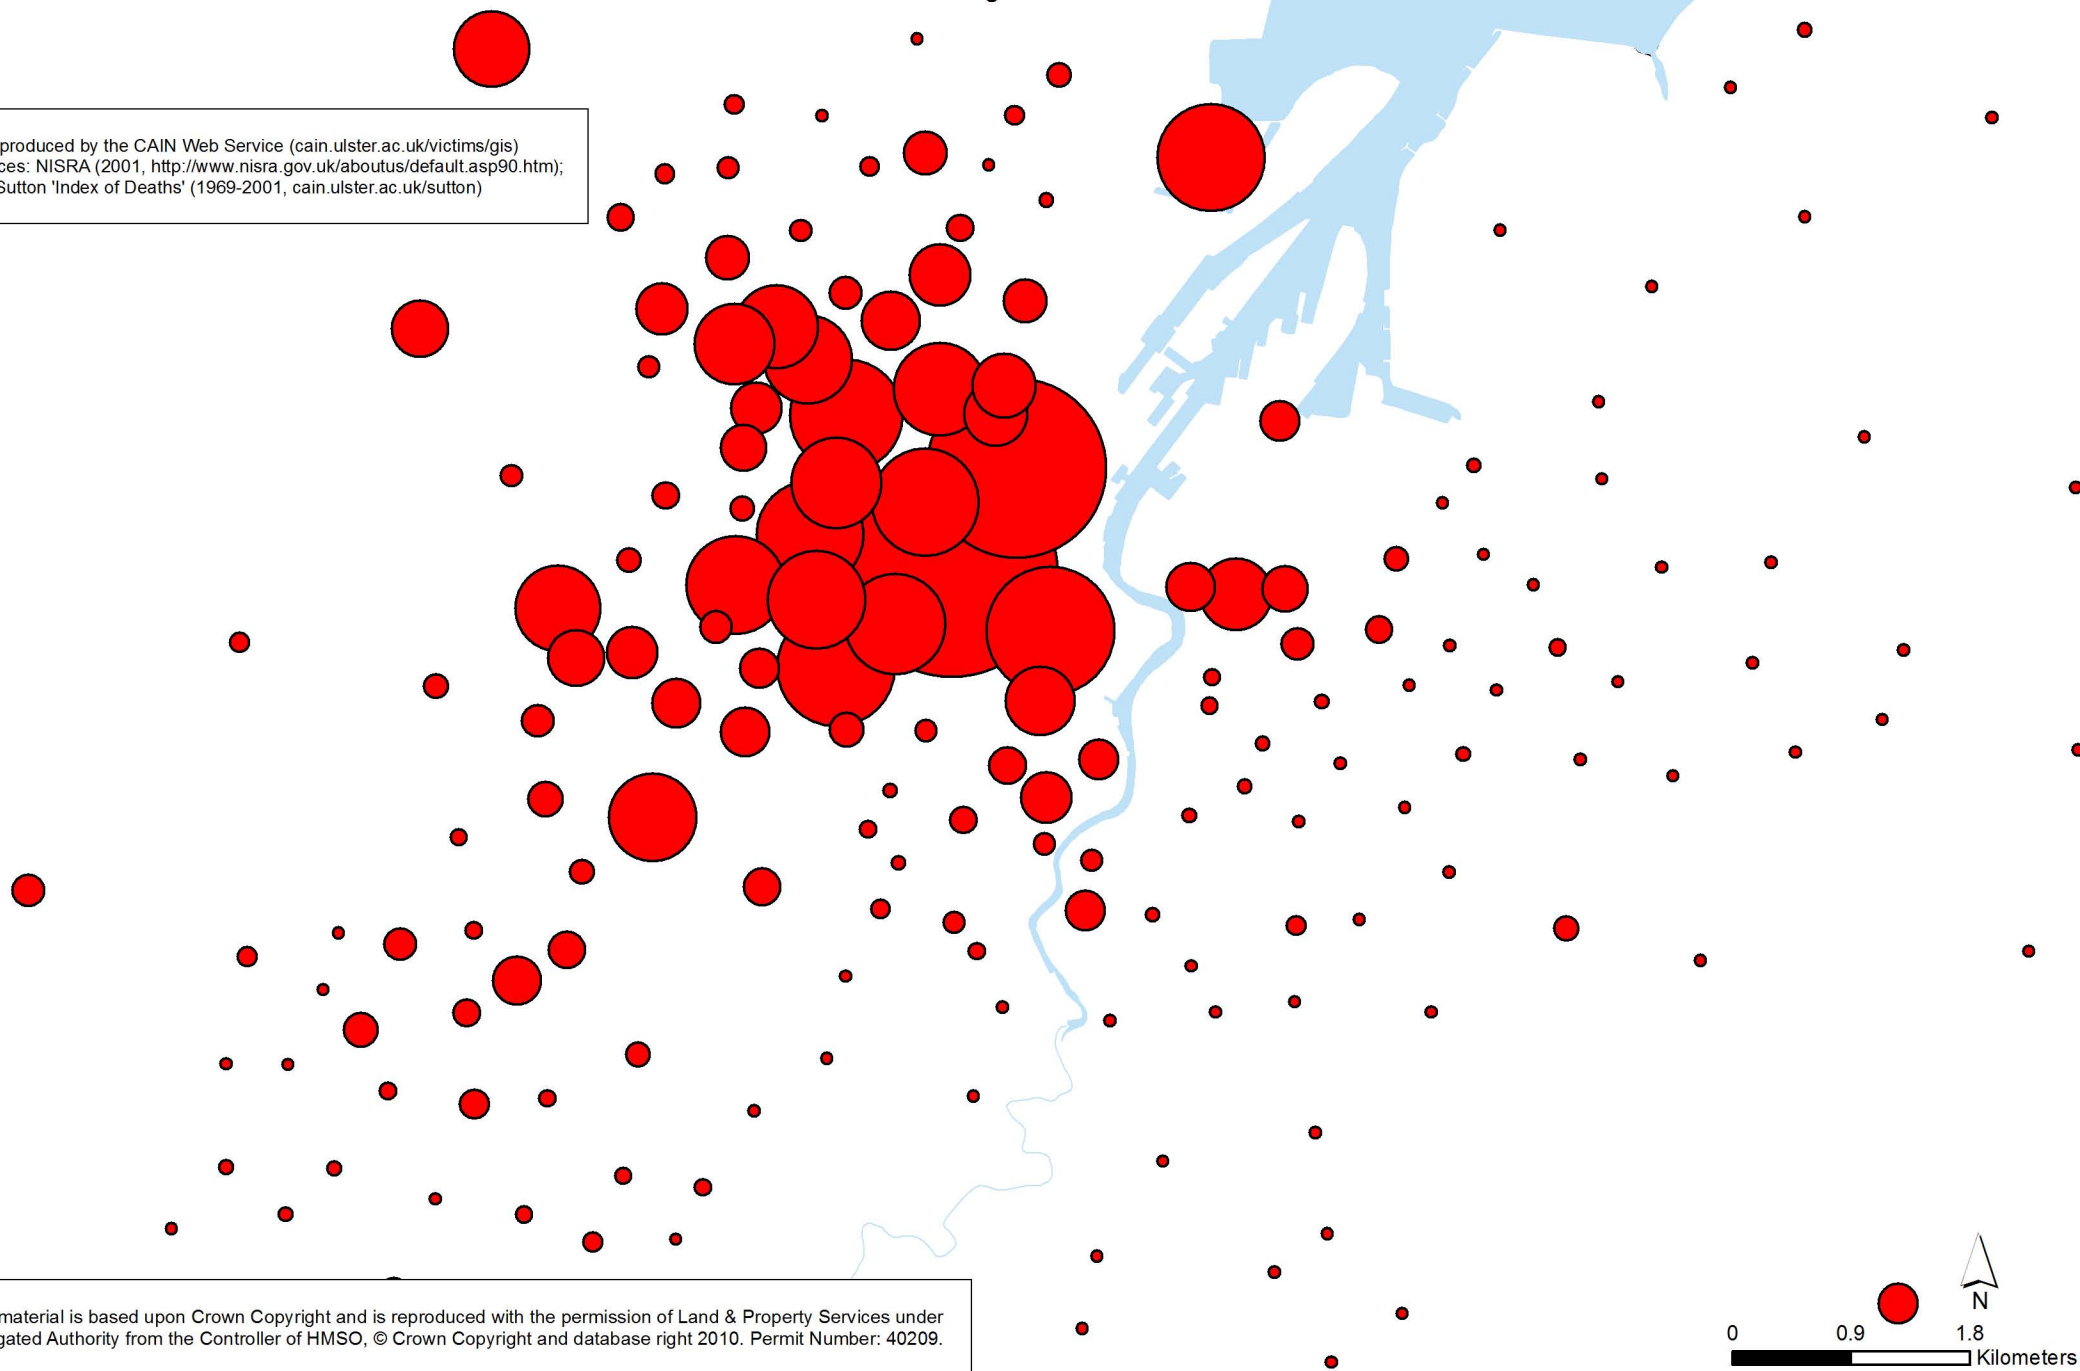 produced by the CAIN Web Service (cain.ulster.ac.uk/victims/gis)
ces: NISRA (2001, http://www.nisra.gov.uk/aboutus/default.asp90.htm);
Sutton 'Index of Deaths' (1969-2001, cain.ulster.ac.uk/sutton)
material is based upon Crown Copyright and is reproduced with the permission of Land & Property Services under
gated Authority from the Controller of HMSO, © Crown Copyright and database right 2010. Permit Number: 40209.
N
0 0.9 1.8
Kilometers